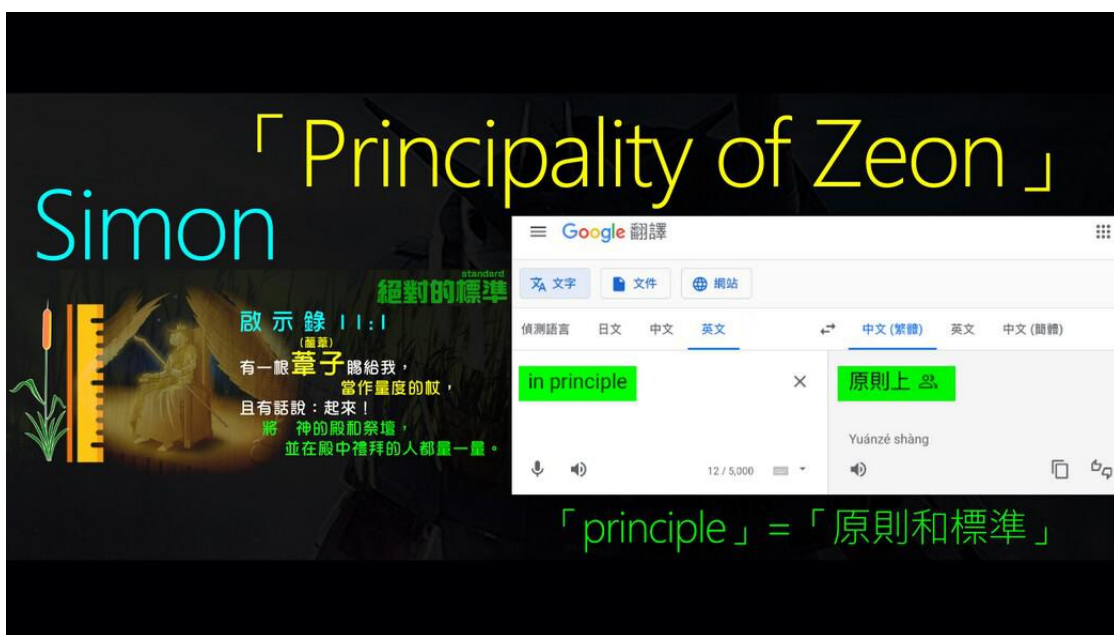 「Principality of Zeon」
Simon
standard
絕對的標準
啟示錄 11:1
(蘆葦)
有一根葦子賜給我，
當作量度的杖，
且有話說：起來！
將 神的殿和祭壇，
並在殿中禮拜的人都量一量。
Google 翻譯
文字 文件 網站
偵測語言 日文 中文 英文 中文 (繁體) 英文 中文 (簡體)
in principle 原則上
Yuánzé shàng
12 / 5,000
「principle」=「原則和標準」